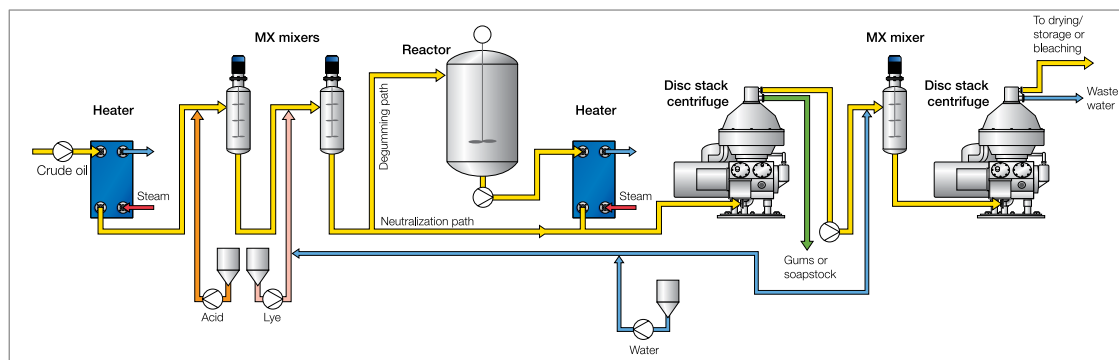 To drying/
storage or
bleaching
MX mixers
MX mixer
Reactor
Disc stack
centrifuge
Disc stack
centrifuge
Waste
water
Heater
Heater
Degumming path
Crude oil
Steam
Steam
Neutralization path
Gums or
soapstock
Acid
Lye
Water